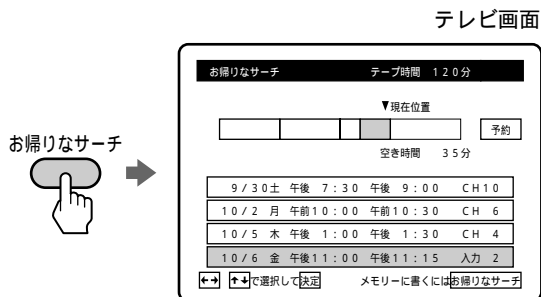 テレビ画面
お帰りなサーチ テープ時間 120分
▼現在位置
予約
空き時間 35分
お帰りなサーチ
9/30土 午後 7:30 午後 9:00 CH10
10/2 月 午前10:00 午前10:30 CH 6
10/5 木 午後 1:00 午後 1:30 CH 4
10/6 金 午後11:00 午後11:15 入力 2
←→ ↑↓で選択して決定 メモリーに書くにはお帰りなサーチ